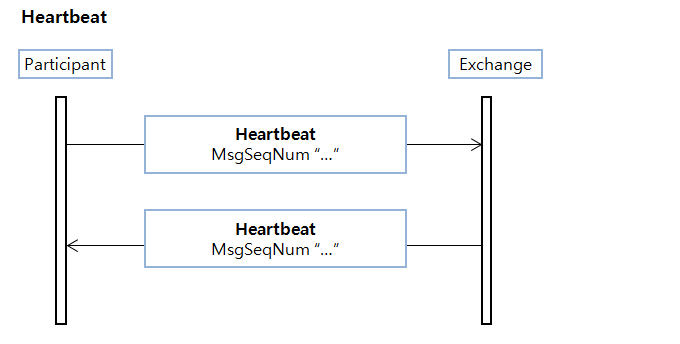 Heartbeat
Participant
Exchange
Heartbeat
MsgSeqNum “...”
Heartbeat
MsgSeqNum “...”